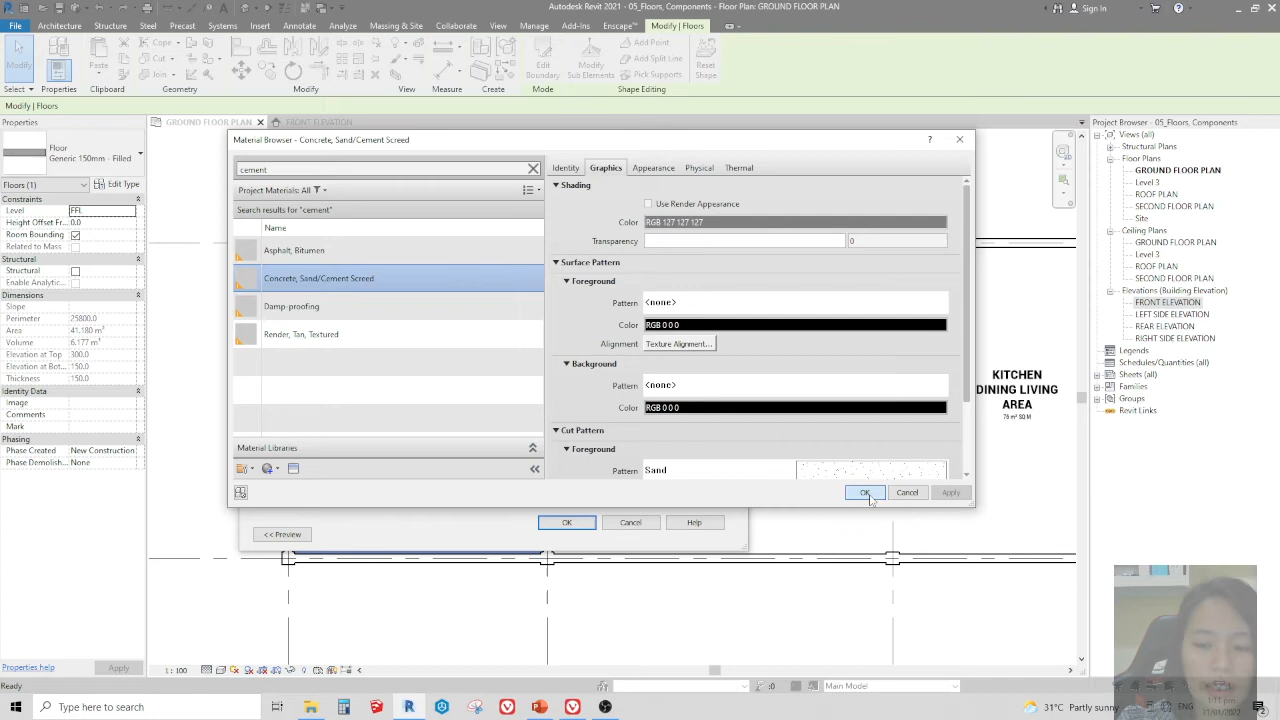 Autodesk Revit 2021 - 05_Floors, Components - Floor Plan: GROUND FLOOR PLAN
Sign In
File Architecture Structure Steel Precast Systems Insert Annotate Analyze Massing & Site Collaborate View Manage Add-Ins Enscape™ Modify | Floors
Modify
Paste
Cope
Cut
Join
Edit Boundary
Modify Sub Elements
Add Point
Add Split Line
Pick Supports
Reset Shape
Select Properties Clipboard Geometry Modify View Measure Create Mode Shape Editing
Modify | Floors
Properties
Floor
Generic 150mm - Filled
Floors (1)
Edit Type
Constraints
Level FFL
Height Offset Fr... 0.0
Room Bounding
Related to Mass
Structural
Structural
Enable Analytic...
Dimensions
Slope
Perimeter 25800.0
Area 41.180 m²
Volume 6.177 m³
Elevation at Top 300.0
Elevation at Bot... 150.0
Thickness 150.0
Identity Data
Image
Comments
Mark
Phasing
Phase Created New Construction
Phase Demolish... None
Properties help
Apply
GROUND FLOOR PLAN
FRONT ELEVATION
Material Browser - Concrete, Sand/Cement Screed
?
cement
Project Materials: All
Search results for "cement"
Name
Asphalt, Bitumen
Concrete, Sand/Cement Screed
Damp-proofing
Render, Tan, Textured
Material Libraries
Identity Graphics Appearance Physical Thermal
Shading
Use Render Appearance
Color RGB 127 127 127
Transparency 0
Surface Pattern
Foreground
Pattern <none>
Color RGB 0 0 0
Alignment Texture Alignment...
Background
Pattern <none>
Color RGB 0 0 0
Cut Pattern
Foreground
Pattern Sand
OK Cancel Apply
OK Cancel Help
<< Preview
KITCHEN
DINING LIVING
AREA
Project Browser - 05_Floors, Components
Views (all)
Structural Plans
Floor Plans
GROUND FLOOR PLAN
Level 3
ROOF PLAN
SECOND FLOOR PLAN
Site
Ceiling Plans
GROUND FLOOR PLAN
Level 3
ROOF PLAN
SECOND FLOOR PLAN
Elevations (Building Elevation)
FRONT ELEVATION
LEFT SIDE ELEVATION
REAR ELEVATION
RIGHT SIDE ELEVATION
Legends
Schedules/Quantities (all)
Sheets (all)
Families
Groups
Revit Links
1 : 100
Ready
:0
Main Model
Type here to search
31°C Partly sunny
ENG
1:11 pm
31/01/2022